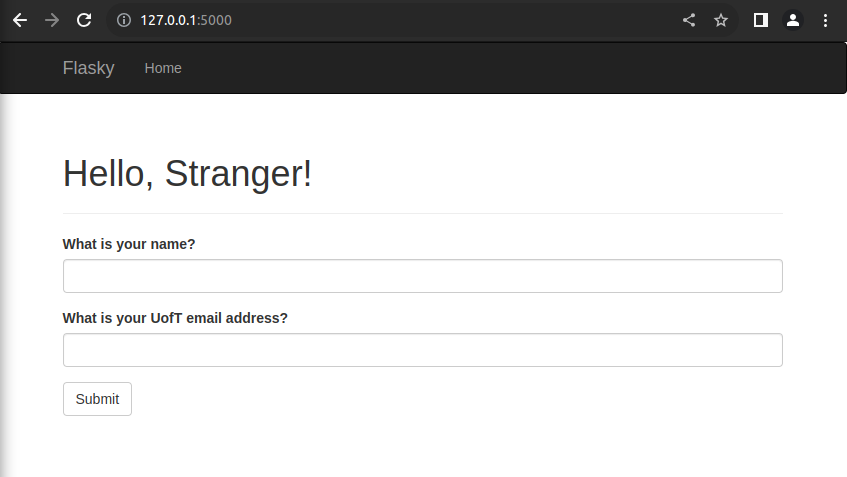 127.0.0.1:5000
Flasky Home
Hello, Stranger!
What is your name?
What is your UofT email address?
Submit